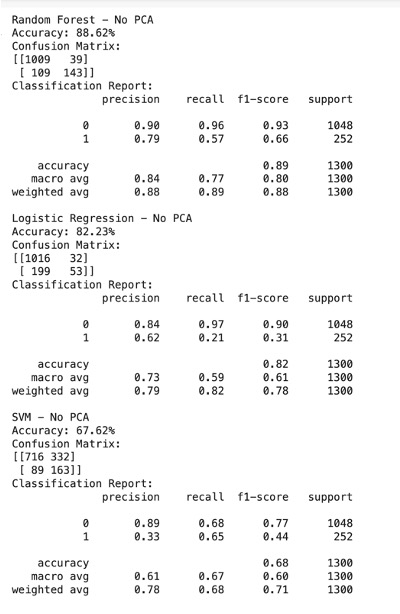 Random Forest - No PCA
Accuracy: 88.62%
Confusion Matrix:
[[1009   39]
 [ 109  143]]
Classification Report:
              precision    recall  f1-score   support

           0       0.90      0.96      0.93      1048
           1       0.79      0.57      0.66       252

    accuracy                           0.89      1300
   macro avg       0.84      0.77      0.80      1300
weighted avg       0.88      0.89      0.88      1300

Logistic Regression - No PCA
Accuracy: 82.23%
Confusion Matrix:
[[1016   32]
 [ 199   53]]
Classification Report:
              precision    recall  f1-score   support

           0       0.84      0.97      0.90      1048
           1       0.62      0.21      0.31       252

    accuracy                           0.82      1300
   macro avg       0.73      0.59      0.61      1300
weighted avg       0.79      0.82      0.78      1300

SVM - No PCA
Accuracy: 67.62%
Confusion Matrix:
[[716 332]
 [ 89 163]]
Classification Report:
              precision    recall  f1-score   support

           0       0.89      0.68      0.77      1048
           1       0.33      0.65      0.44       252

    accuracy                           0.68      1300
   macro avg       0.61      0.67      0.60      1300
weighted avg       0.78      0.68      0.71      1300